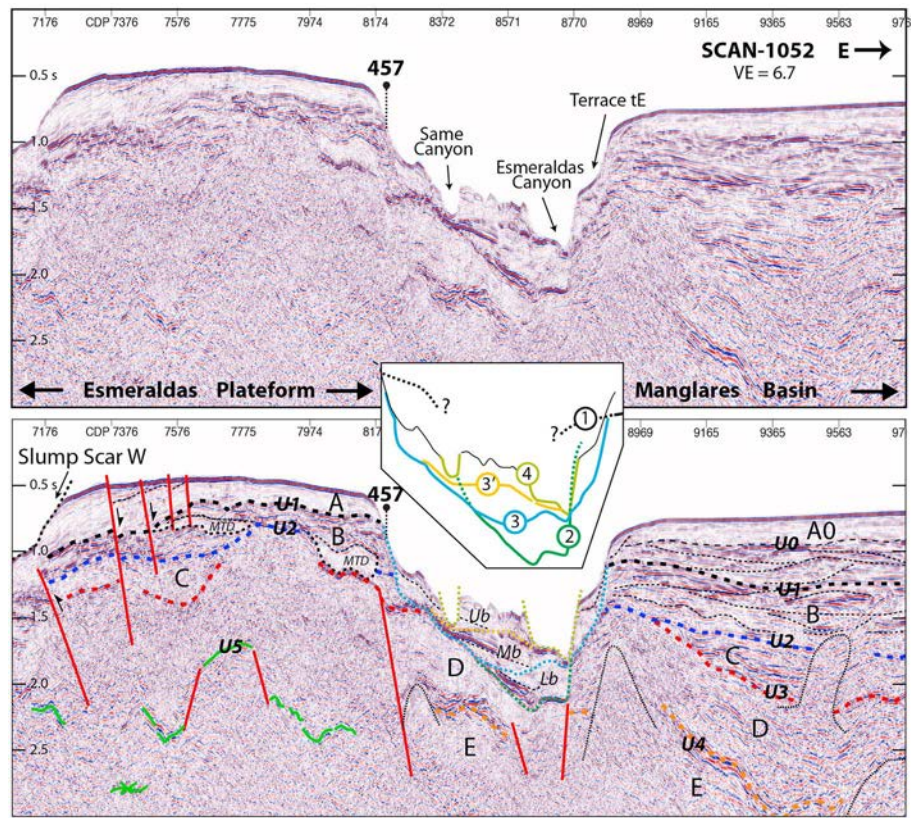 7176 CDP 7376 7576 7775 7974 8174 8372 8571 8770 8969 9165 9365 9563 976
SCAN-1052 E
VE = 6.7
0.5 s
457
Terrace tE
Same
Canyon
1.0
Esmeraldas
Canyon
1.5
2.0
2.5
Esmeraldas Plateform
Manglares Basin
7176 CDP 7376 7576 7775 7974 817 8969 9165 9365 9563 97
? 1 ?
Slump Scar W
4
3'
3
2
0.5 s
457
U1 A
MTD U2 B
MTD
C
A0
U0
U1
B
U2
C
U3
D
U4
E
1.0
1.5
Ub
Mb
Lb
D
E
U5
2.0
2.5